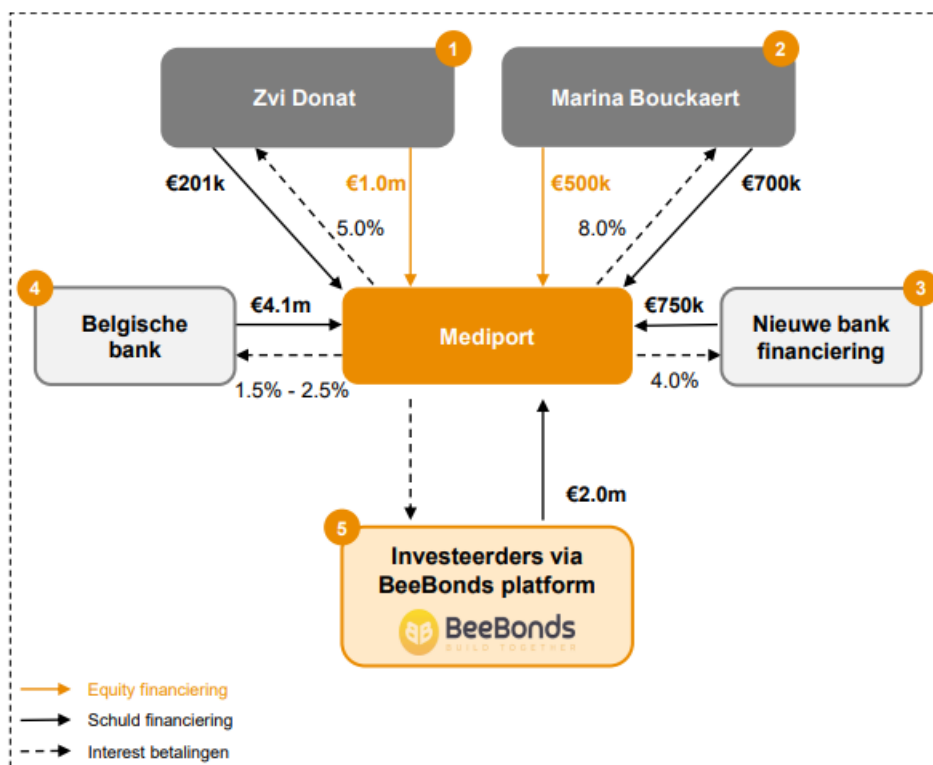 1
2
Zvi Donat
Marina Bouckaert
€201k
€1.0m
€500k
€700k
5.0%
8.0%
4
3
Belgische
bank
€4.1m
Mediport
€750k
Nieuwe bank
financiering
1.5% - 2.5%
4.0%
€2.0m
5
Investeerders via
BeeBonds platform
BeeBonds
BUILD TOGETHER
Equity financiering
Schuld financiering
Interest betalingen